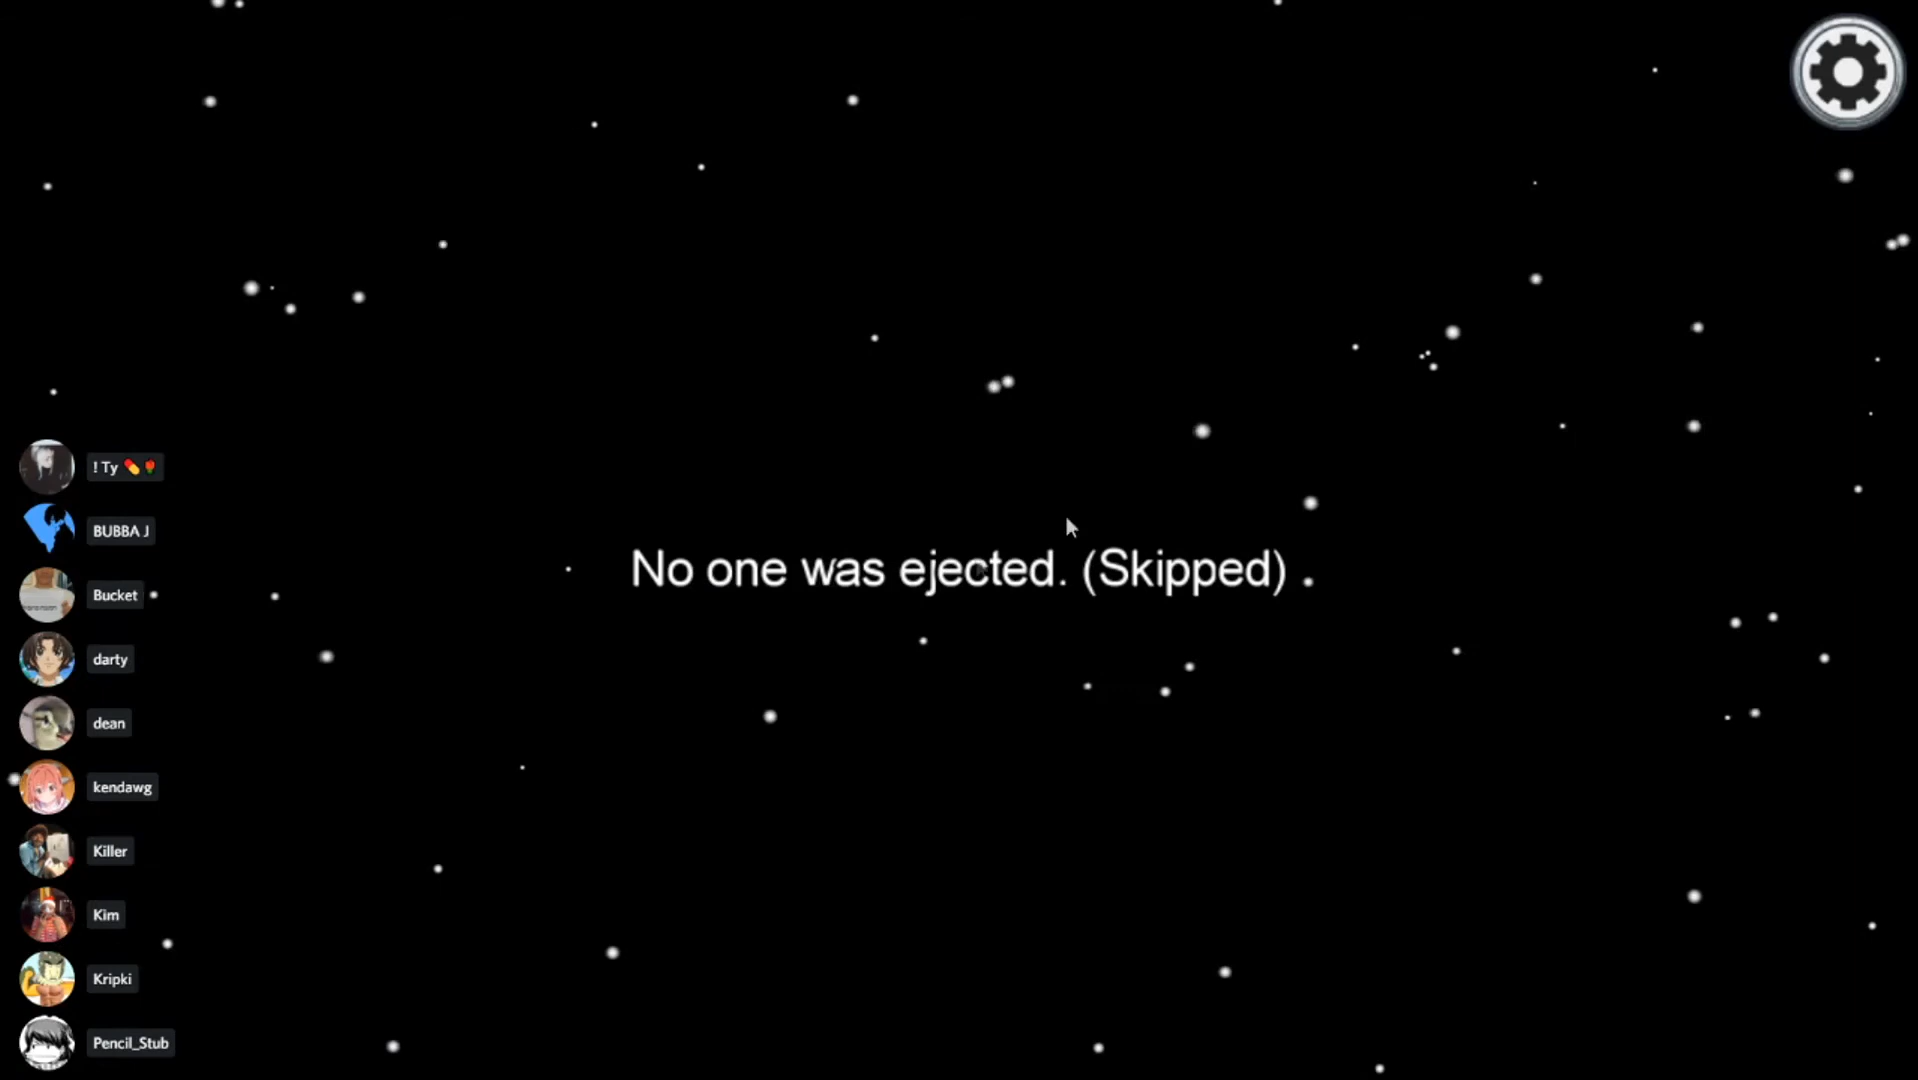 ! Ty 💊🌹
BUBBA J
Bucket
darty
dean
kendawg
Killer
Kim
Kripki
Pencil_Stub
No one was ejected. (Skipped)